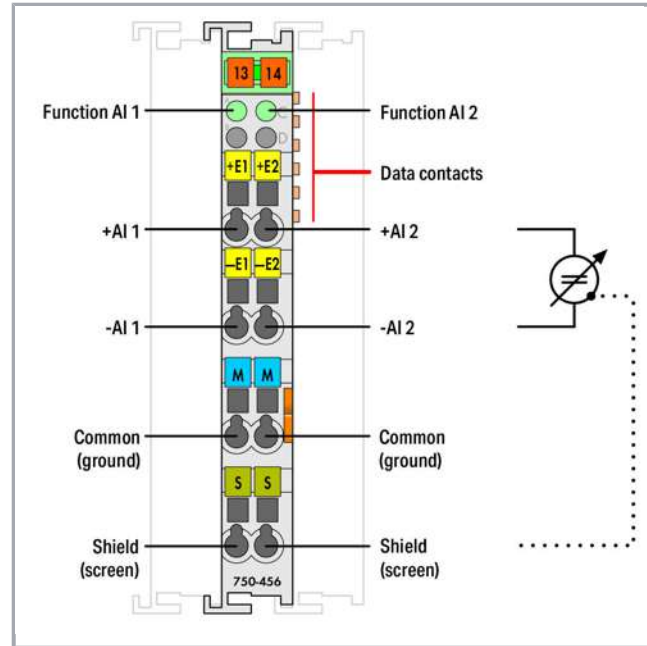 13 14
Function AI 1
C
Function AI 2
D
Data contacts
+E1 +E2
+AI 1
+AI 2
–E1 –E2
-AI 1
-AI 2
M M
Common
(ground)
Common
(ground)
S S
Shield
(screen)
Shield
(screen)
750-456